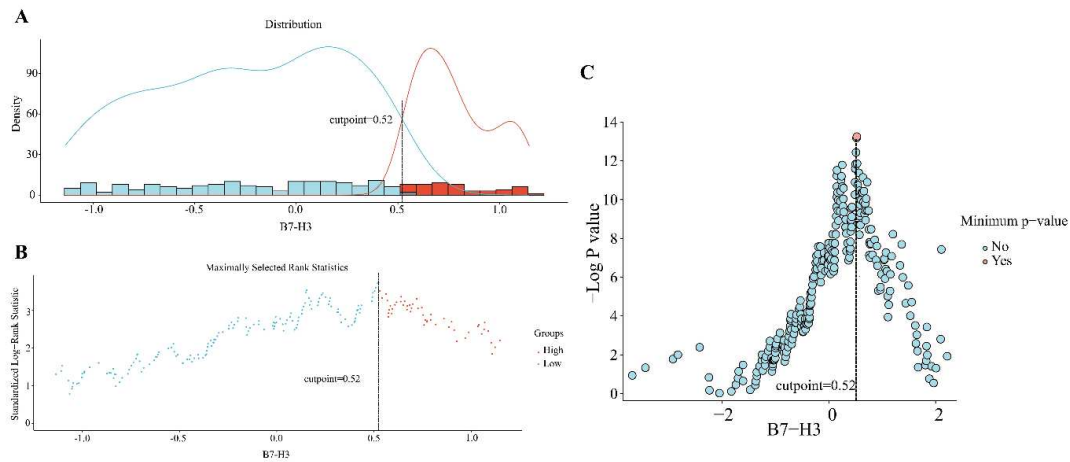 A
Distribution
Density
90
60
30
0
cutpoint=0.52
-1.0
-0.5
0.0
0.5
1.0
B7-H3
B
Maximally Selected Rank Statistics
Standardized Log−Rank Statistic
3
2
1
0
cutpoint=0.52
Groups
High
Low
-1.0
-0.5
0.0
0.5
1.0
B7-H3
C
−Log P value
14
12
10
8
6
4
2
0
cutpoint=0.52
−2
0
2
B7−H3
Minimum p−value
No
Yes